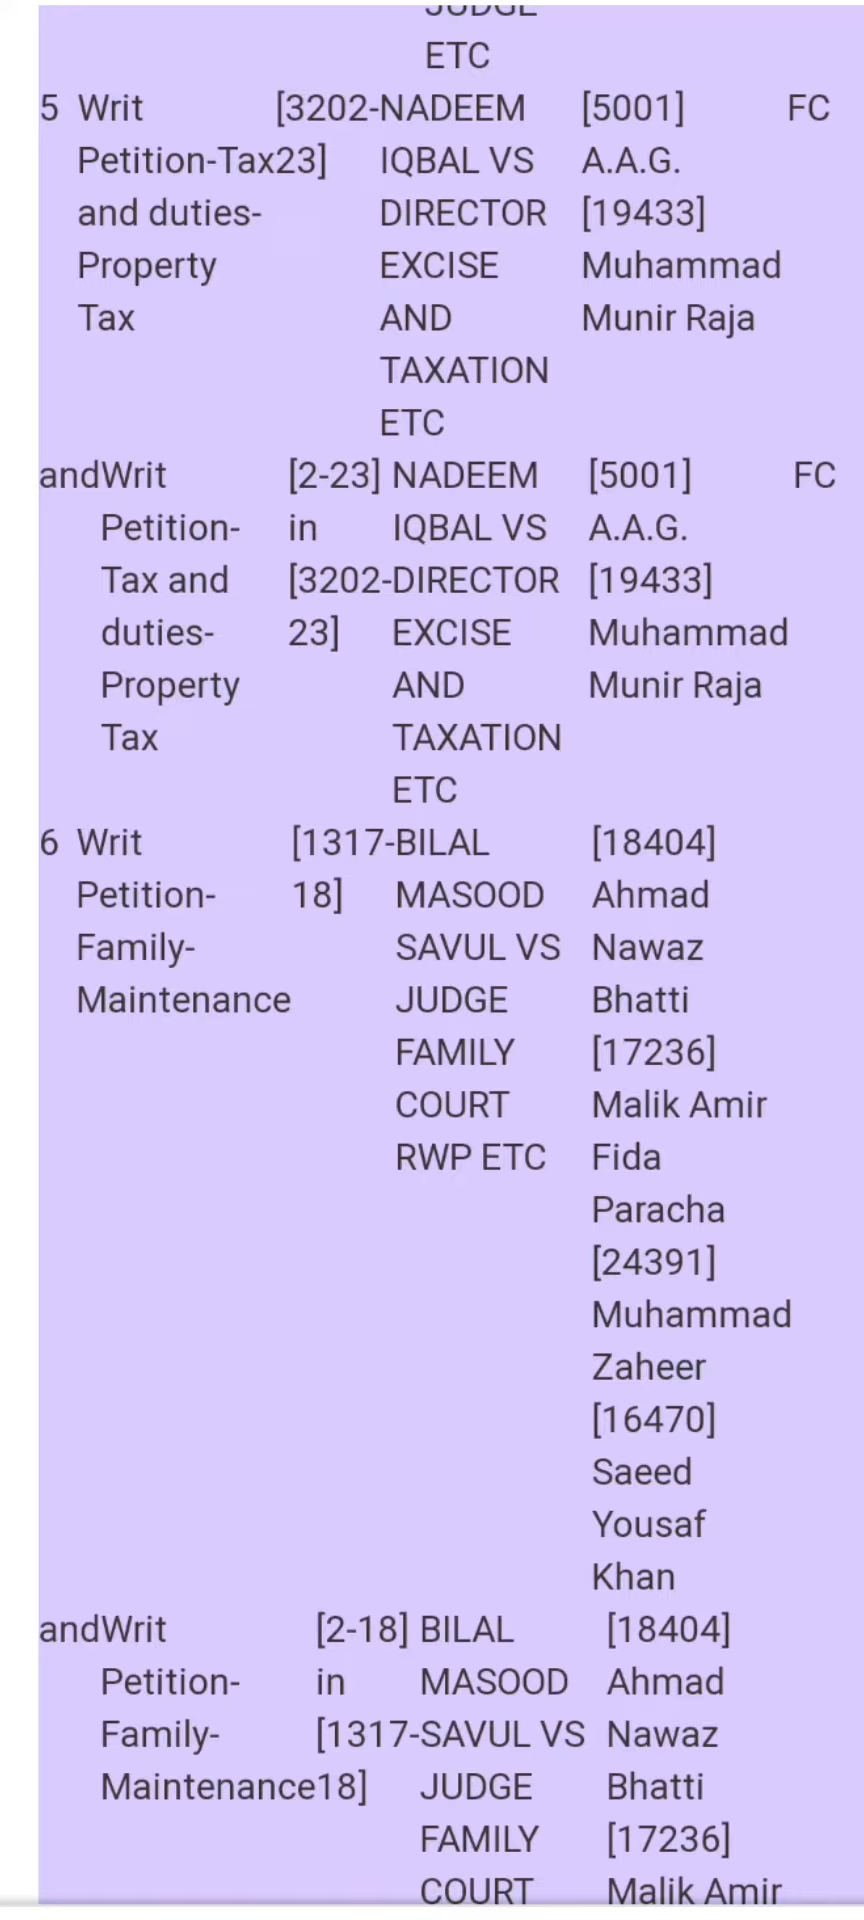 JUDGE
ETC
5 Writ [3202-NADEEM [5001] FC
Petition-Tax23] IQBAL VS A.A.G.
and duties- DIRECTOR [19433]
Property EXCISE Muhammad
Tax AND Munir Raja
TAXATION
ETC
andWrit [2-23] NADEEM [5001] FC
Petition- in IQBAL VS A.A.G.
Tax and [3202-DIRECTOR [19433]
duties- 23] EXCISE Muhammad
Property AND Munir Raja
Tax TAXATION
ETC
6 Writ [1317-BILAL [18404]
Petition- 18] MASOOD Ahmad
Family- SAVUL VS Nawaz
Maintenance JUDGE Bhatti
FAMILY [17236]
COURT Malik Amir
RWP ETC Fida
Paracha
[24391]
Muhammad
Zaheer
[16470]
Saeed
Yousaf
Khan
andWrit [2-18] BILAL [18404]
Petition- in MASOOD Ahmad
Family- [1317-SAVUL VS Nawaz
Maintenance18] JUDGE Bhatti
FAMILY [17236]
COURT Malik Amir